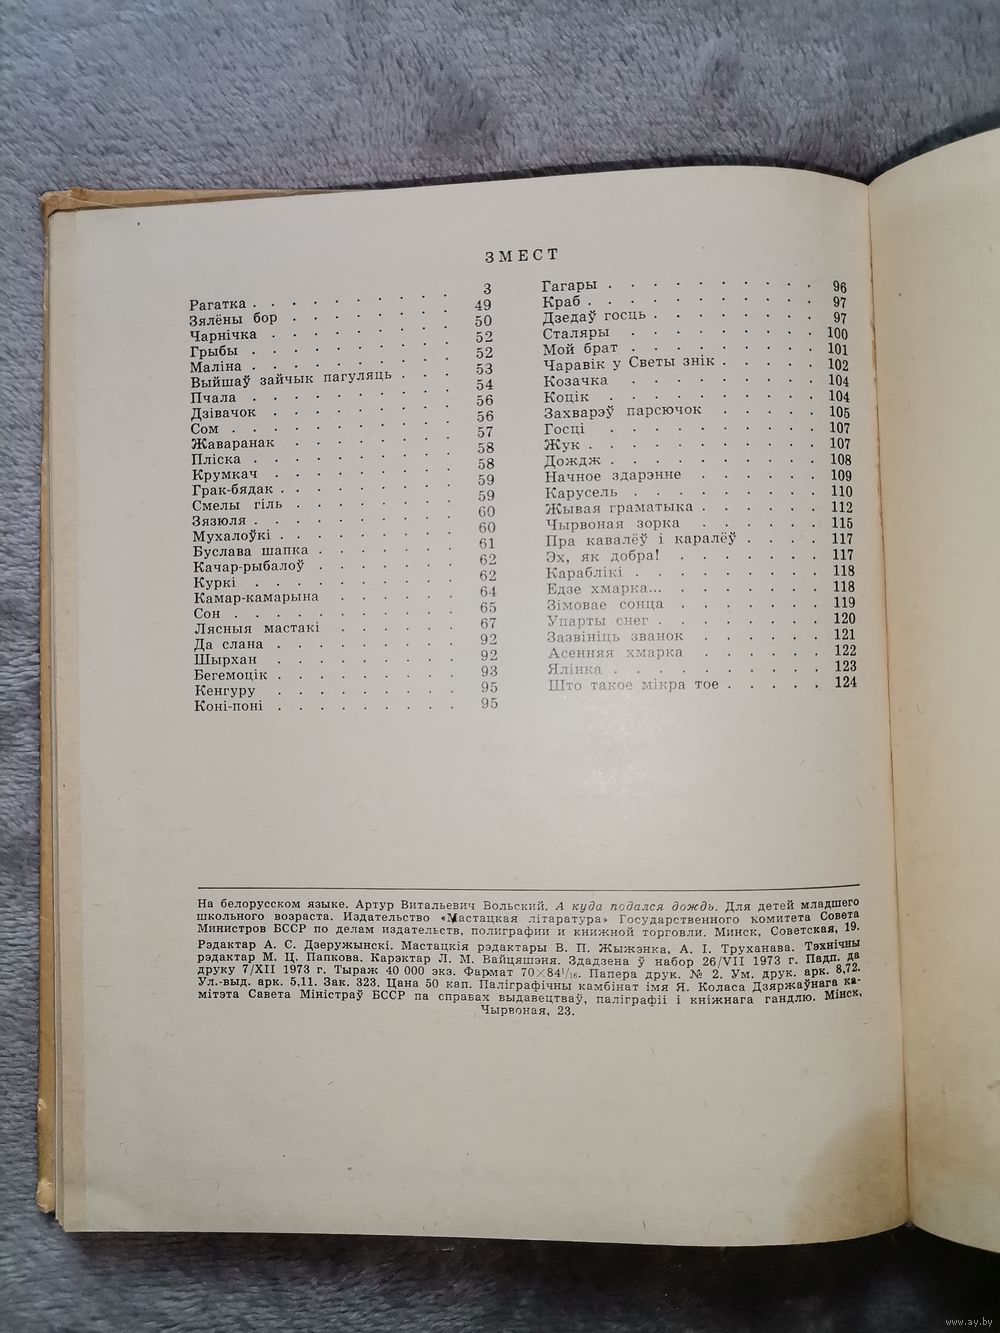 ЗМЕСТ
Рагатка . . . . . . . . . . 3
Зялёны бор . . . . . . . . 49
Чарнічка . . . . . . . . . 50
Грыбы . . . . . . . . . . 52
Маліна . . . . . . . . . . 52
Выйшаў зайчык пагуляць . . . 53
Пчала . . . . . . . . . . 54
Дзівачок . . . . . . . . . 56
Сом . . . . . . . . . . . 56
Жаваранак . . . . . . . . 57
Пліска . . . . . . . . . . 58
Крумкач . . . . . . . . . 58
Грак-бядак . . . . . . . . 59
Смелы гіль . . . . . . . . 59
Зязюля . . . . . . . . . . 60
Мухалоўкі . . . . . . . . 60
Буслава шапка . . . . . . . 61
Качар-рыбалоў . . . . . . . 62
Куркі . . . . . . . . . . 62
Камар-камарына . . . . . . 64
Сон . . . . . . . . . . . 65
Лясныя мастакі . . . . . . 67
Да слана . . . . . . . . . 92
Шырхан . . . . . . . . . 92
Бегемоцік . . . . . . . . . 93
Кенгуру . . . . . . . . . 95
Коні-поні . . . . . . . . . 95
Гагары . . . . . . . . . . 96
Краб . . . . . . . . . . . 97
Дзедаў госць . . . . . . . 97
Сталяры . . . . . . . . . 100
Мой брат . . . . . . . . . 101
Чаравік у Светы знік . . . . 102
Козачка . . . . . . . . . 104
Коцік . . . . . . . . . . 104
Захварэў парсючок . . . . . 105
Госці . . . . . . . . . . 107
Жук . . . . . . . . . . . 107
Дождж . . . . . . . . . . 108
Начное здарэнне . . . . . . 109
Карусель . . . . . . . . . 110
Жывая граматыка . . . . . . 112
Чырвоная зорка . . . . . . 115
Пра кавалёў і каралёў . . . . 117
Эх, як добра! . . . . . . . 117
Караблікі . . . . . . . . . 118
Едзе хмарка... . . . . . . . 118
Зімовае сонца . . . . . . . 119
Упарты снег . . . . . . . . 120
Зазвініць званок . . . . . . 121
Асенняя хмарка . . . . . . 122
Ялінка . . . . . . . . . . 123
Што такое мікра тое . . . . . 124
На белорусском языке. Артур Витальевич Вольский. А куда подался дождь. Для детей младшего
школьного возраста. Издательство «Мастацкая літаратура» Государственного комитета Совета
Министров БССР по делам издательств, полиграфии и книжной торговли. Минск, Советская, 19.
Рэдактар А. С. Дзеружынскі. Мастацкія рэдактары В. П. Жыжэнка, А. І. Труханава. Тэхнічны
рэдактар М. Ц. Папкова. Карэктар Л. М. Вайцяшэня. Здадзена ў набор 26/VII 1973 г. Падп. да
друку 7/XII 1973 г. Тыраж 40 000 экз. Фармат 70×84¹/₁₆. Папера друк. № 2. Ум. друк. арк. 8,72.
Ул.-выд. арк. 5,11. Зак. 323. Цана 50 кап. Паліграфічны камбінат імя Я. Коласа Дзяржаўнага ка-
мітэта Савета Міністраў БССР па справах выдавецтваў, паліграфіі і кніжнага гандлю. Мінск,
Чырвоная, 23.
www.ay.by